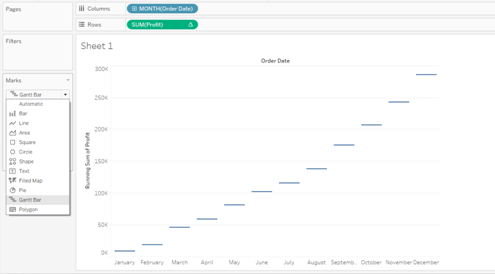 Pages
Columns
MONTH(Order Date)
Rows
SUM(Profit)
Filters
Sheet 1
Order Date
Marks
Gantt Bar
Automatic
Bar
Line
Area
Square
Circle
Shape
Text
Filled Map
Pie
Gantt Bar
Polygon
Running Sum of Profit
300K
250K
200K
150K
100K
50K
0K
January February March April May June July August Septemb.. October November December